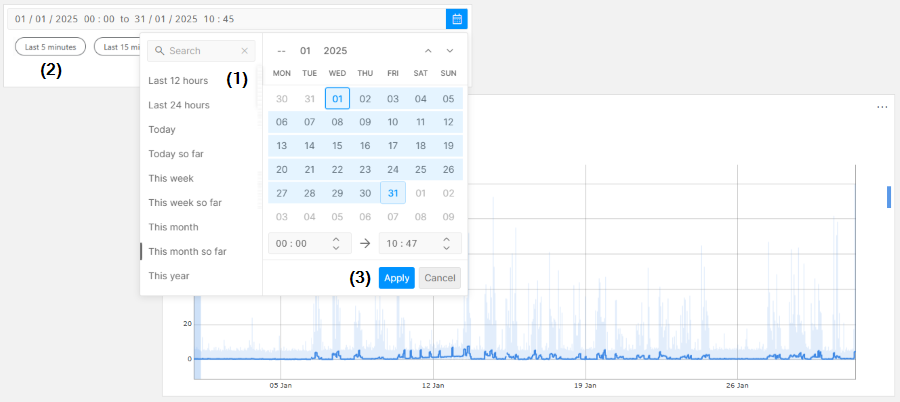 01 / 01 / 2025 00 : 00 to 31 / 01 / 2025 10 : 45
Last 5 minutes
Last 15 mi
(2)
Search
(1)
Last 12 hours
Last 24 hours
Today
Today so far
This week
This week so far
This month
This month so far
This year
-- 01 2025
MON TUE WED THU FRI SAT SUN
30 31 01 02 03 04 05
06 07 08 09 10 11 12
13 14 15 16 17 18 19
20 21 22 23 24 25 26
27 28 29 30 31 01 02
03 04 05 06 07 08 09
00 : 00 → 10 : 47
(3) Apply Cancel
20
0
05 Jan 12 Jan 19 Jan 26 Jan